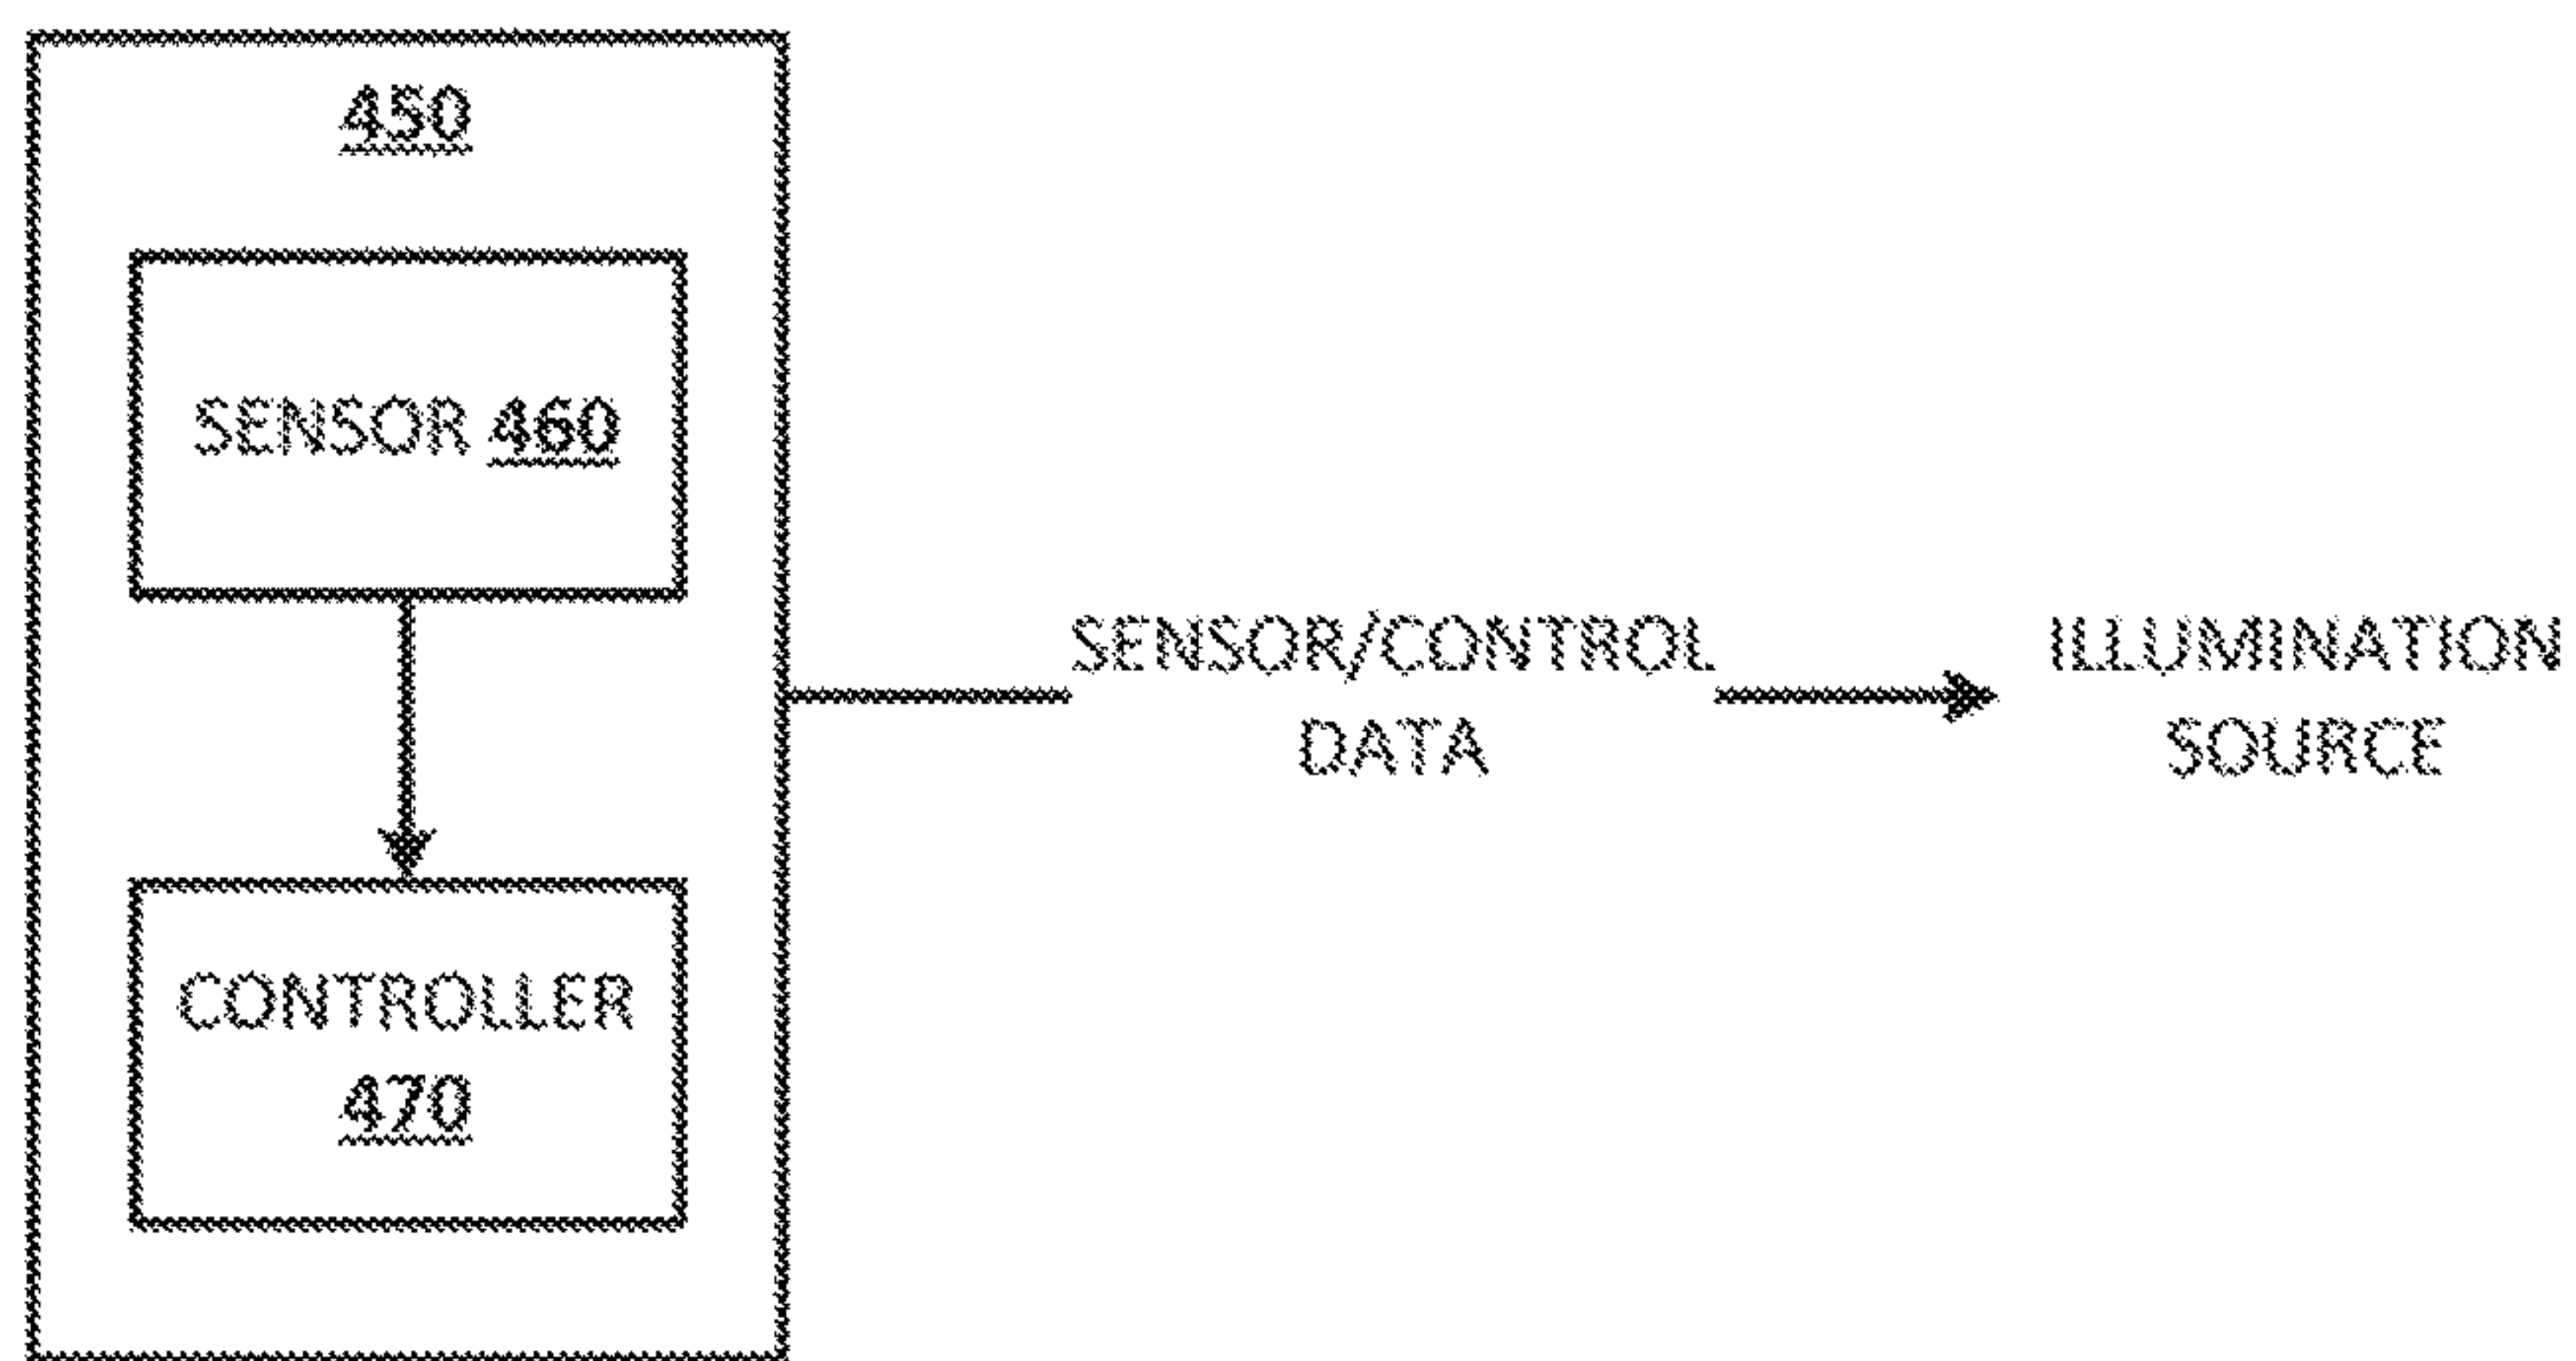 450
SENSOR 460
CONTROLLER
470
SENSOR/CONTROL
DATA
ILLUMINATION
SOURCE